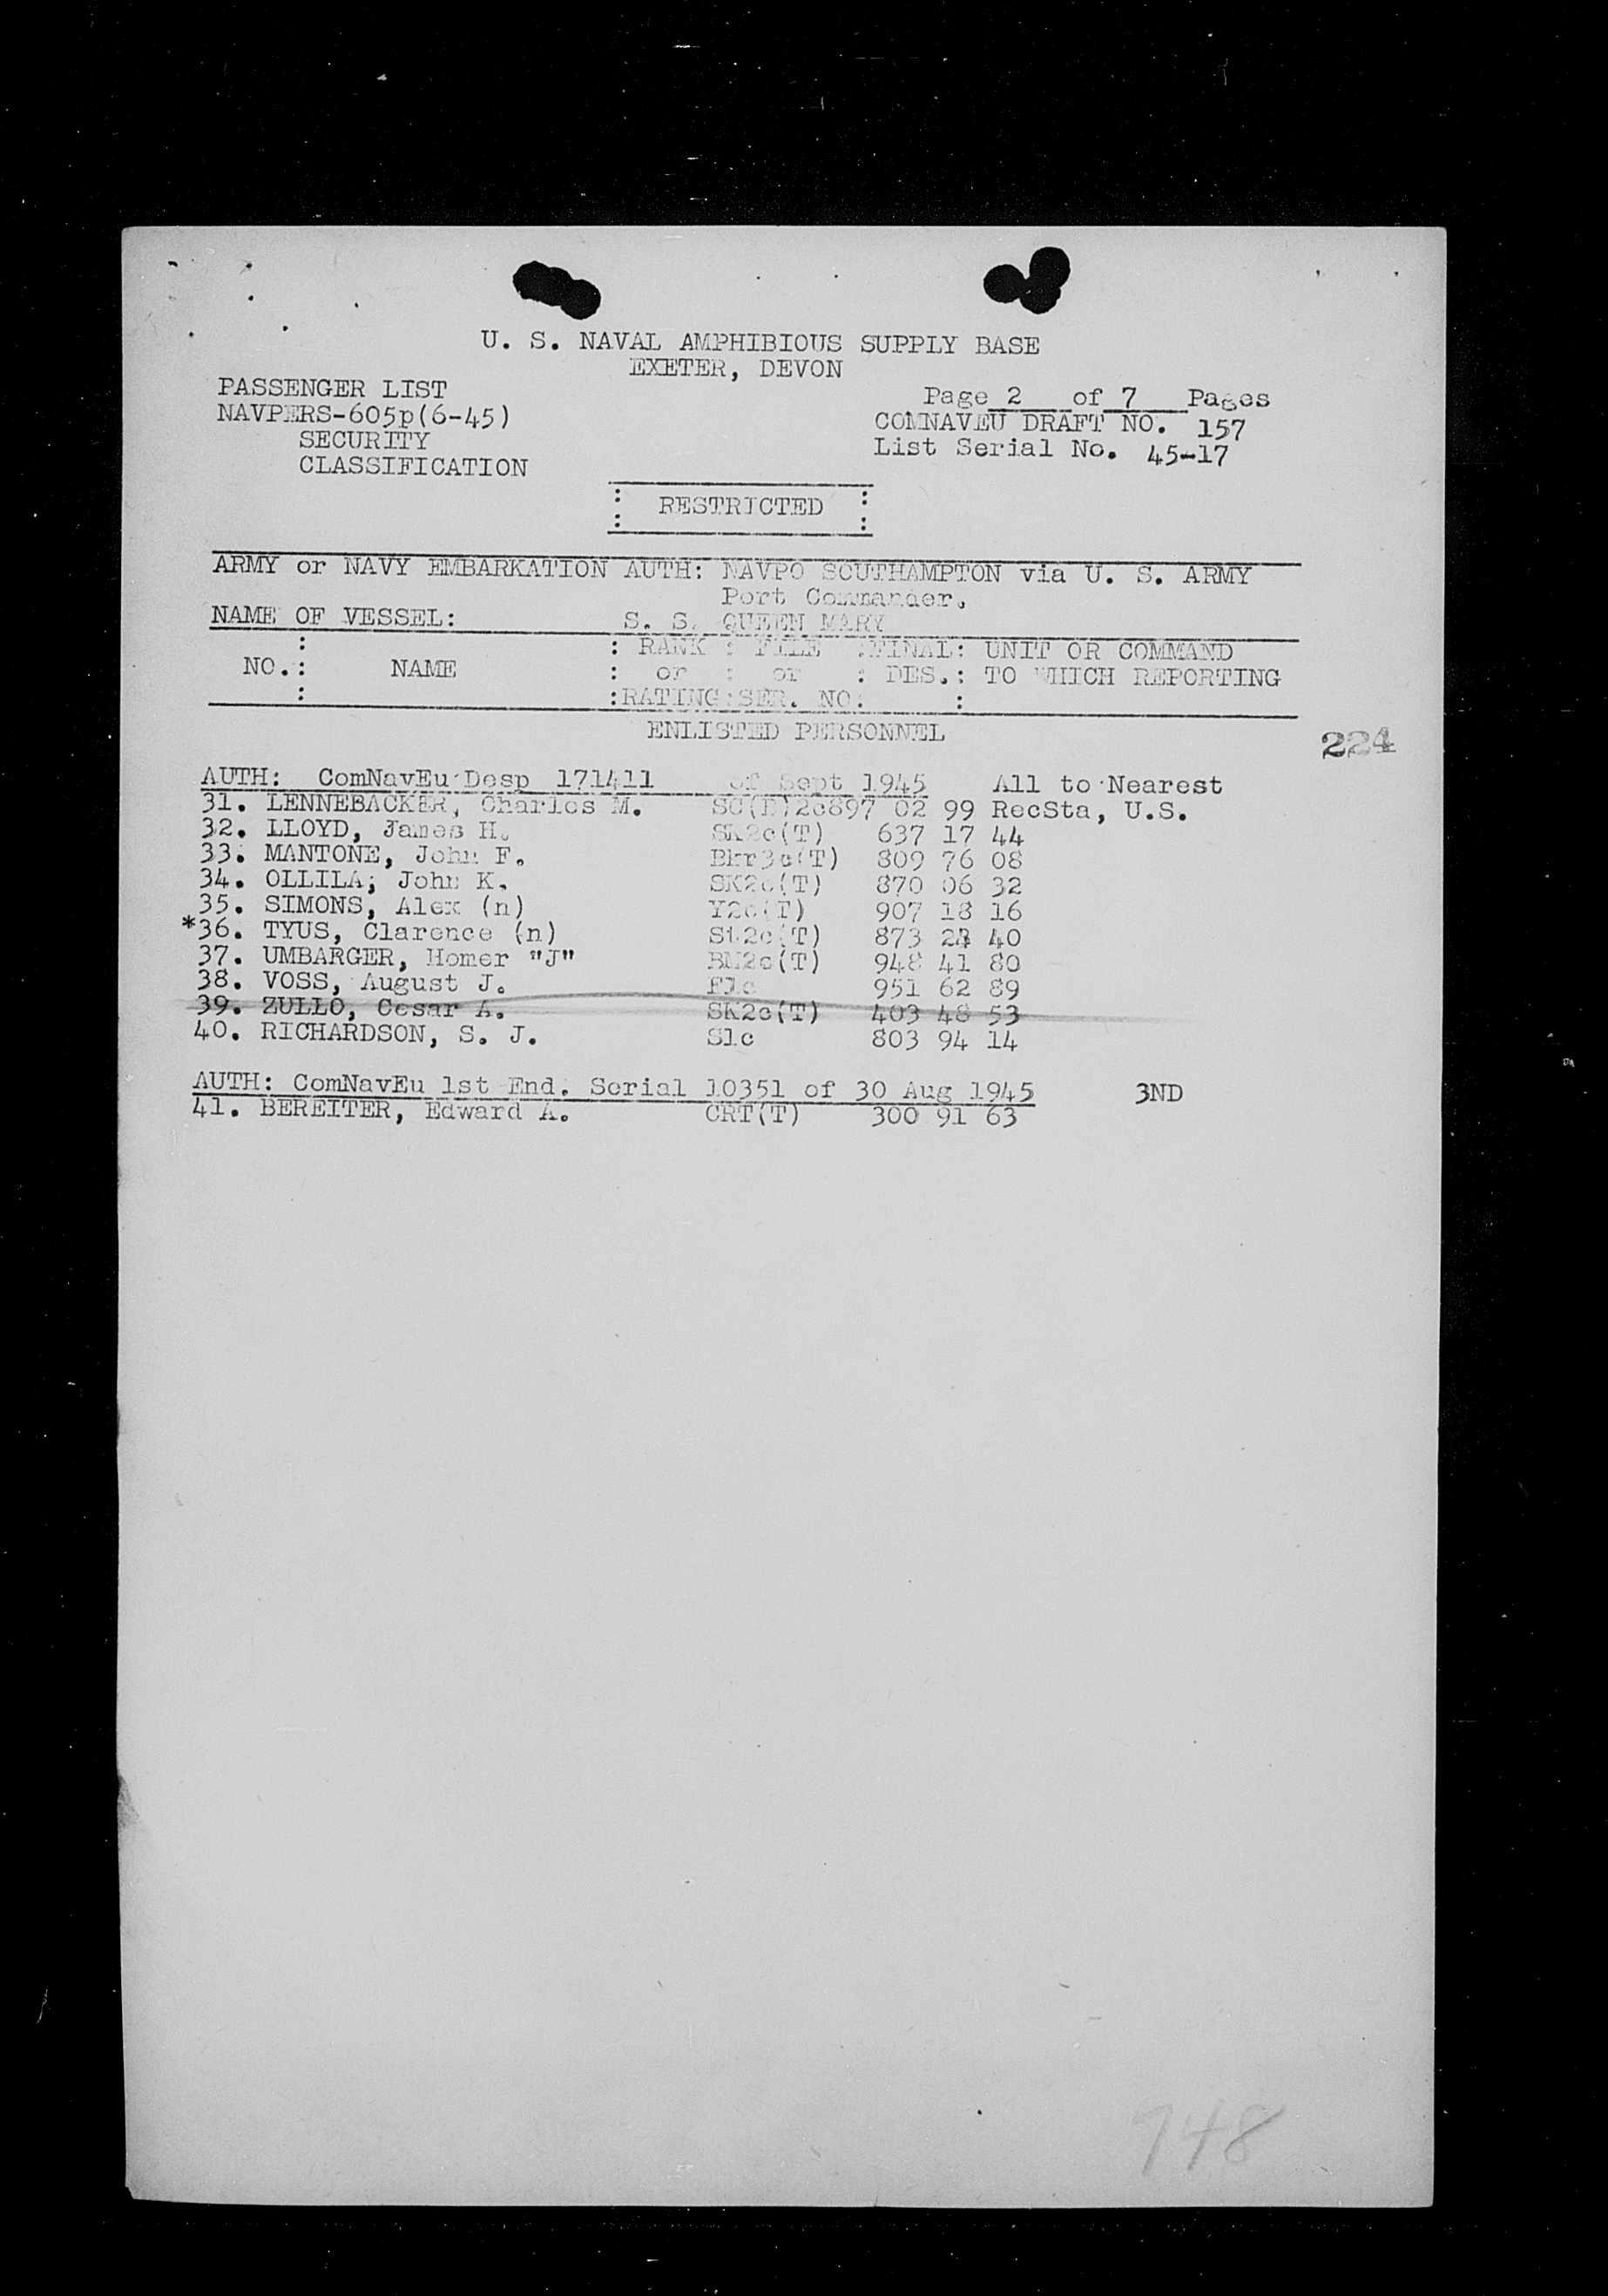 U. S. NAVAL AMPHIBIOUS SUPPLY BASE
EXETER, DEVON
PASSENGER LIST
Page 2 of 7 Pages
NAVPERS-605p(6-45)
COMNAVEU DRAFT NO. 157
SECURITY
List Serial No. 45-17
CLASSIFICATION
: RESTRICTED :
ARMY or NAVY EMBARKATION AUTH: NAVPO SOUTHAMPTON via U. S. ARMY
Port Commander,
NAME OF VESSEL: S. S. QUEEN MARY
: : RANK : FILE :FINAL: UNIT OR COMMAND
NO.: NAME : or : or : DES.: TO WHICH REPORTING
: :RATING:SER. NO: :
ENLISTED PERSONNEL
224
AUTH: ComNavEu Desp 171411 of Sept 1945 All to Nearest
31. LENNEBACKER, Charles M. 897 02 99 RecSta, U.S.
32. LLOYD, James H. SK2c(T) 637 17 44
33. MANTONE, John F. Bkr3c(T) 809 76 08
34. OLLILA, John K. SK2c(T) 870 06 32
35. SIMONS, Alex (n) Y2c(T) 907 18 16
*36. TYUS, Clarence (n) St2c(T) 873 24 40
37. UMBARGER, Homer "J" BM2c(T) 948 41 80
38. VOSS, August J. F1c 951 62 89
39. ZULLO, Cesar A. SK2c(T) 403 48 53
40. RICHARDSON, S. J. S1c 803 94 14
AUTH: ComNavEu 1st End. Serial 10351 of 30 Aug 1945 3ND
41. BEREITER, Edward A. CRT(T) 300 91 63
748